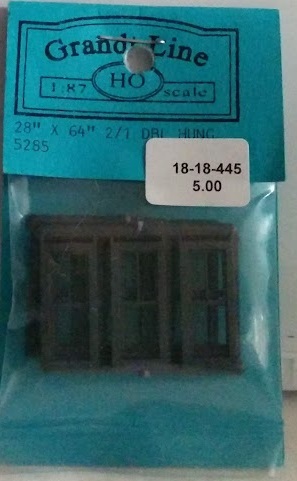 Grandt Line
HO
1:87 scale
28" X 64" 2/1 DBL HUNG
5285
18-18-445
5.00